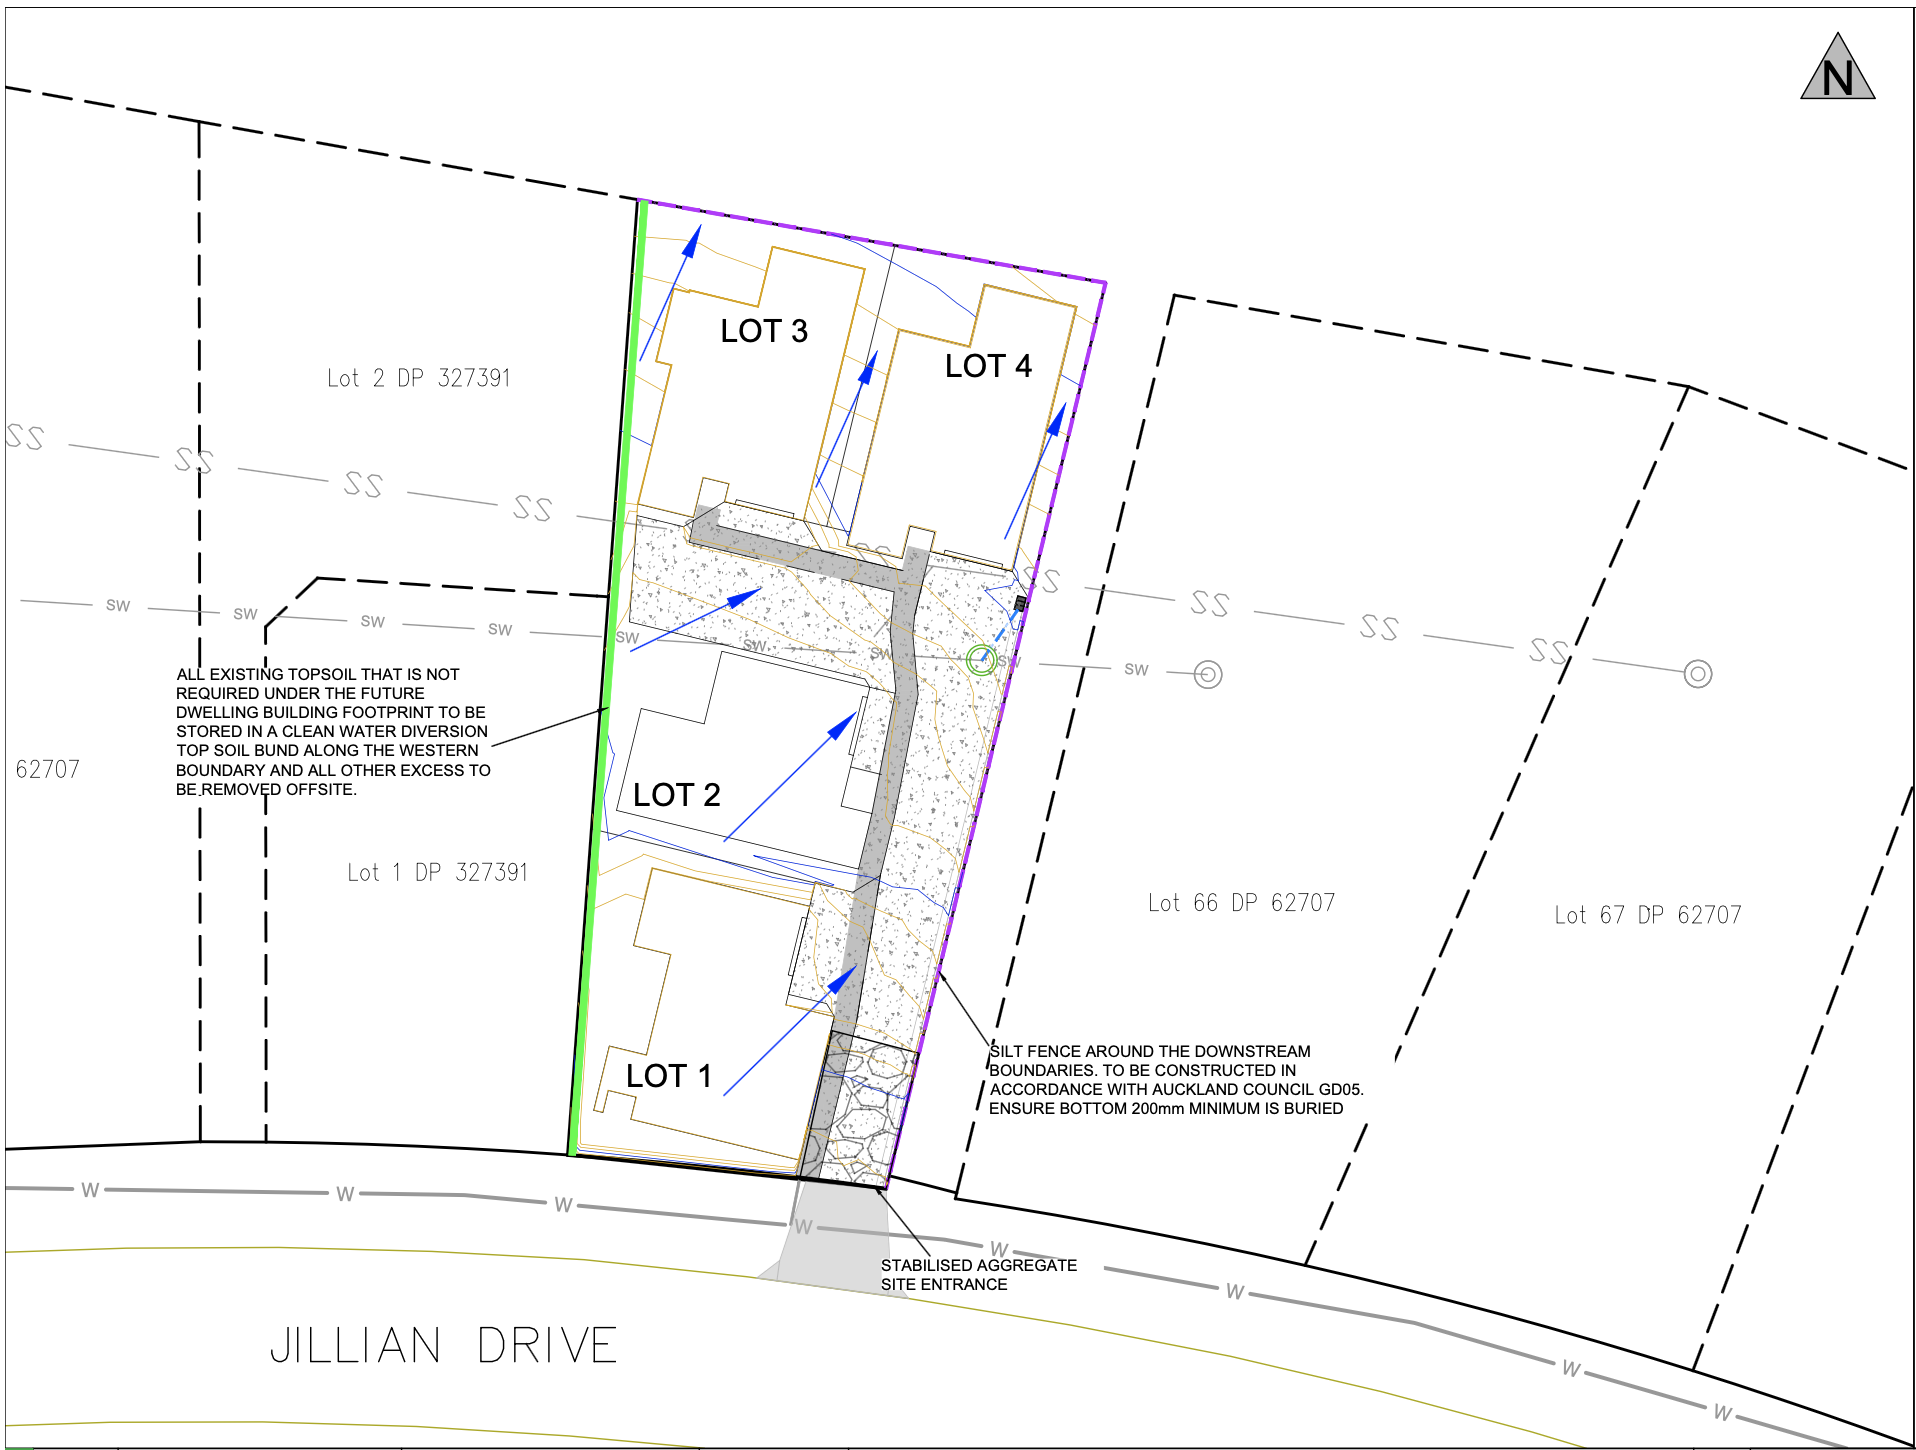 N
LOT 3
LOT 4
Lot 2 DP 327391
SS
SS
SS
SS
SS
SS
SS
SS
SS
SW
SW
SW
SW
SW
SW
SW
SW
SW
ALL EXISTING TOPSOIL THAT IS NOT
REQUIRED UNDER THE FUTURE
DWELLING BUILDING FOOTPRINT TO BE
STORED IN A CLEAN WATER DIVERSION
TOP SOIL BUND ALONG THE WESTERN
BOUNDARY AND ALL OTHER EXCESS TO
BE REMOVED OFFSITE.
62707
LOT 2
Lot 1 DP 327391
Lot 66 DP 62707
Lot 67 DP 62707
LOT 1
SILT FENCE AROUND THE DOWNSTREAM
BOUNDARIES. TO BE CONSTRUCTED IN
ACCORDANCE WITH AUCKLAND COUNCIL GD05.
ENSURE BOTTOM 200mm MINIMUM IS BURIED
W
W
W
W
W
W
W
W
STABILISED AGGREGATE
SITE ENTRANCE
JILLIAN DRIVE